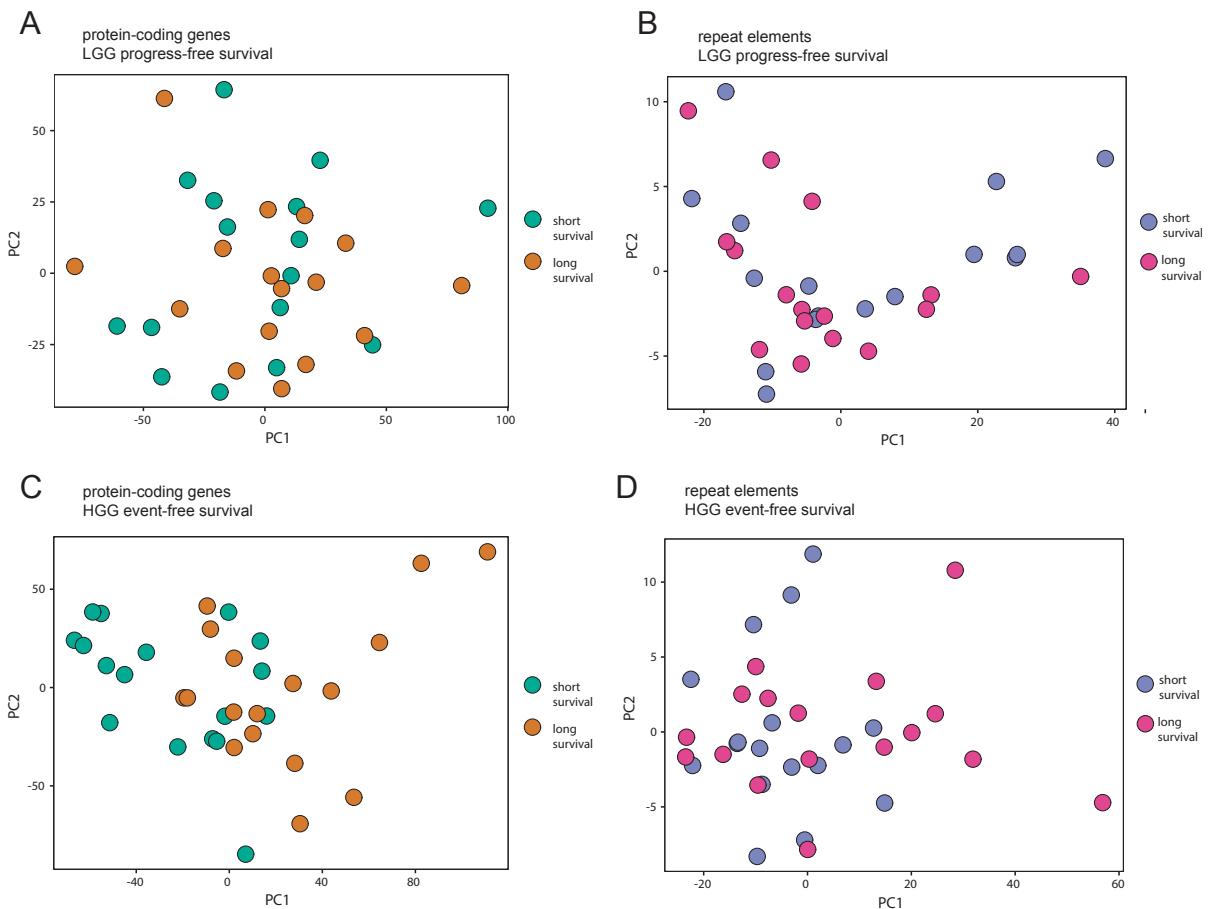 A
protein-coding genes
LGG progress-free survival
50
25
0
-25
PC2
-50
0
50
100
PC1
short
survival
long
survival
B
repeat elements
LGG progress-free survival
10
5
0
-5
PC2
-20
0
20
40
PC1
short
survival
long
survival
C
protein-coding genes
HGG event-free survival
50
0
-50
PC2
-40
0
40
80
PC1
short
survival
long
survival
D
repeat elements
HGG event-free survival
10
5
0
-5
PC2
-20
0
20
40
60
PC1
short
survival
long
survival